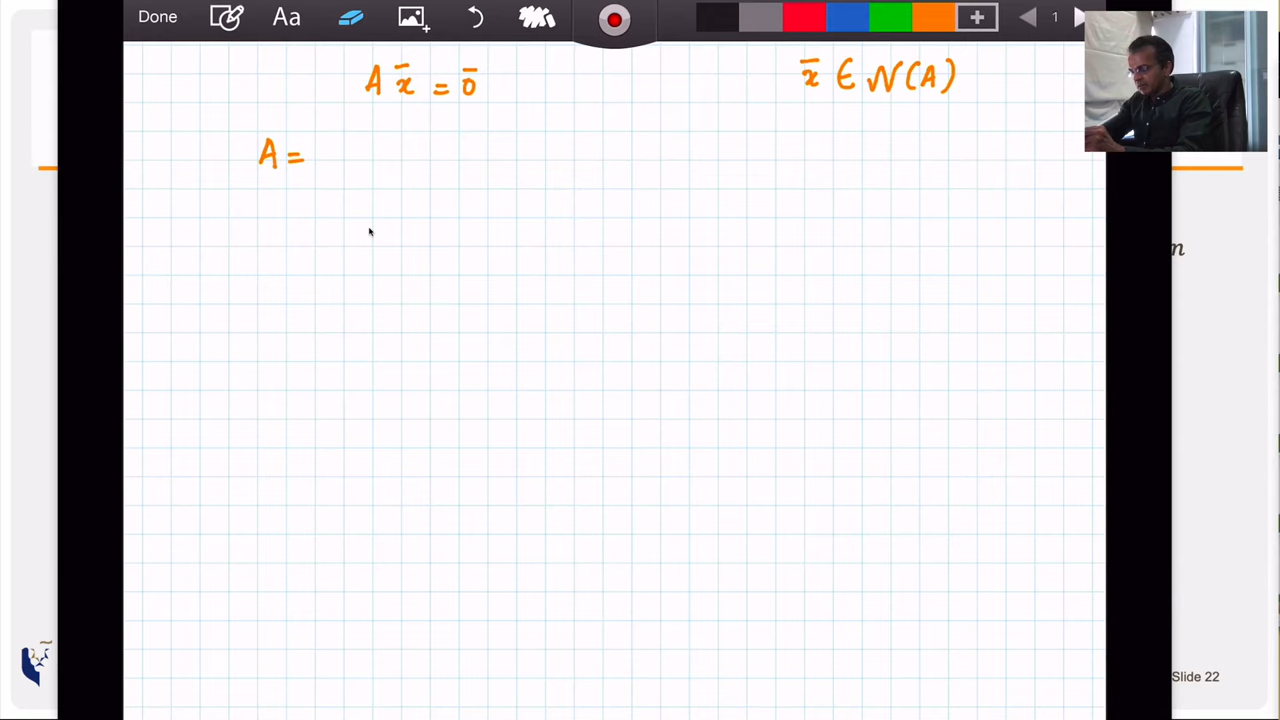 Done Aa 1
A x̄ = 0̄ x̄ ∈ N(A)
A =
m
Slide 22